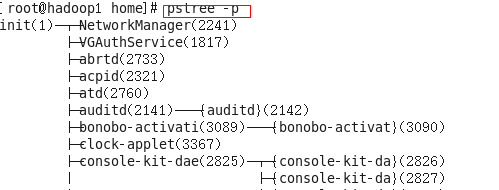 [ root@hadoop1 home]# pstree -p
init(1)─┬─NetworkManager(2241)
        ├─VGAuthService(1817)
        ├─abrtd(2733)
        ├─acpid(2321)
        ├─atd(2760)
        ├─auditd(2141)───{auditd}(2142)
        ├─bonobo-activati(3089)───{bonobo-activat}(3090)
        ├─clock-applet(3367)
        ├─console-kit-dae(2825)─┬─{console-kit-da}(2826)
        │                       ├─{console-kit-da}(2827)